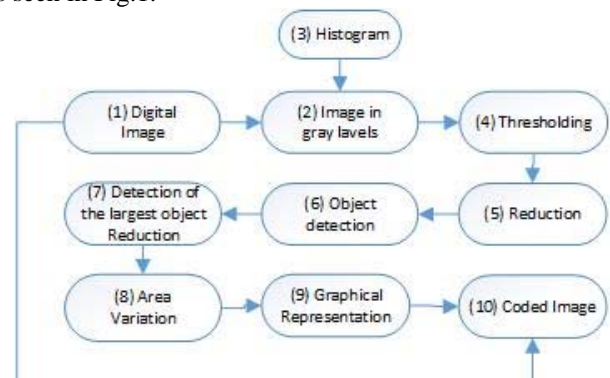 seen in Fig.1.
(3) Histogram
(1) Digital
Image
(2) Image in
gray lavels
(4) Thresholding
(7) Detection of
the largest object
Reduction
(6) Object
detection
(5) Reduction
(8) Area
Variation
(9) Graphical
Representation
(10) Coded Image